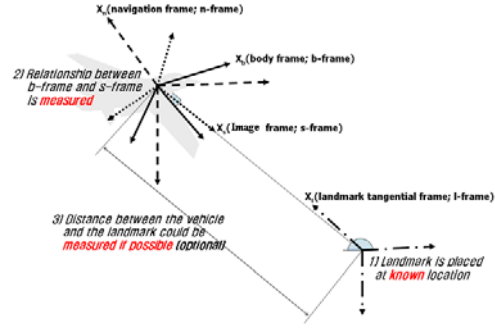 Xn(navigation frame; n-frame)
Xb(body frame; b-frame)
2) Relationship between
b-frame and s-frame
is measured
Xs(Image frame; s-frame)
Xl(landmark tangential frame; l-frame)
3) Distance between the vehicle
and the landmark could be
measured if possible (optional)
1) Landmark is placed
at known location